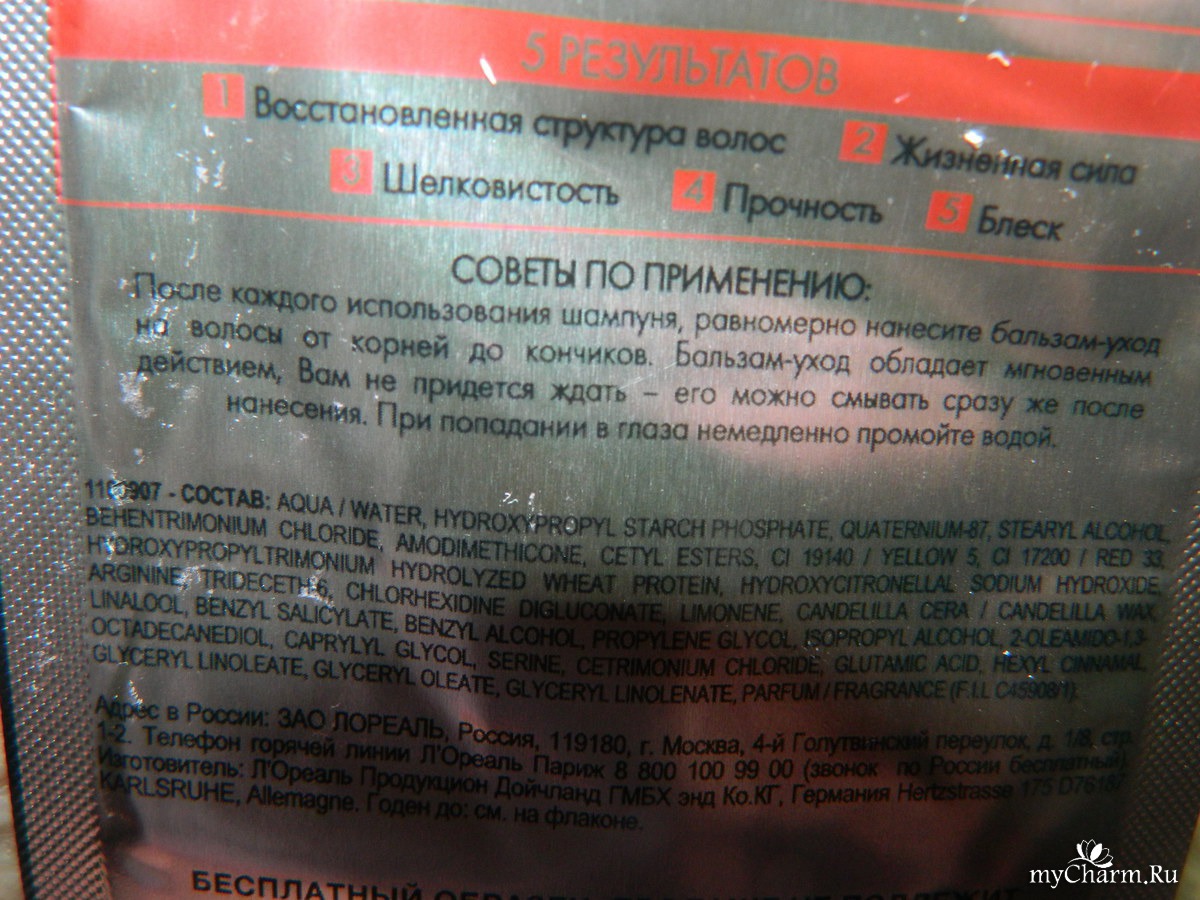 5 РЕЗУЛЬТАТОВ
1 Восстановленная структура волос 2 Жизненная сила
3 Шелковистость 4 Прочность 5 Блеск
СОВЕТЫ ПО ПРИМЕНЕНИЮ:
После каждого использования шампуня, равномерно нанесите бальзам-уход
на волосы от корней до кончиков. Бальзам-уход обладает мгновенным
действием, Вам не придется ждать – его можно смывать сразу же после
нанесения. При попадании в глаза немедленно промойте водой.
- СОСТАВ: AQUA / WATER, HYDROXYPROPYL STARCH PHOSPHATE, QUATERNIUM-87, STEARYL ALCOHOL,
BEHENTRIMONIUM CHLORIDE, AMODIMETHICONE, CETYL ESTERS, CI 19140 / YELLOW 5, CI 17200 / RED 33,
HYDROXYPROPYLTRIMONIUM HYDROLYZED WHEAT PROTEIN, HYDROXYCITRONELLAL SODIUM HYDROXIDE,
ARGININE, TRIDECETH-6, CHLORHEXIDINE DIGLUCONATE, LIMONENE, CANDELILLA CERA / CANDELILLA WAX,
LINALOOL, BENZYL SALICYLATE, BENZYL ALCOHOL, PROPYLENE GLYCOL, ISOPROPYL ALCOHOL, 2-OLEAMIDO-1,3-
OCTADECANEDIOL, CAPRYLYL GLYCOL, SERINE, CETRIMONIUM CHLORIDE, GLUTAMIC ACID, HEXYL CINNAMAL,
GLYCERYL LINOLEATE, GLYCERYL OLEATE, GLYCERYL LINOLENATE, PARFUM / FRAGRANCE (F.I.L C45908/1).
Адрес в России: ЗАО ЛОРЕАЛЬ, Россия, 119180, г. Москва, 4-й Голутвинский переулок, д. 1/8, стр.
1-2. Телефон горячей линии Л'Ореаль Париж 8 800 100 99 00 (звонок по России бесплатный).
Изготовитель: Л'Ореаль Продукцион Дойчланд ГМБХ энд Ко.КГ, Германия Hertzstrasse 175 D76187
KARLSRUHE, Allemagne. Годен до: см. на флаконе.
БЕСПЛАТНЫЙ
myCharm.Ru